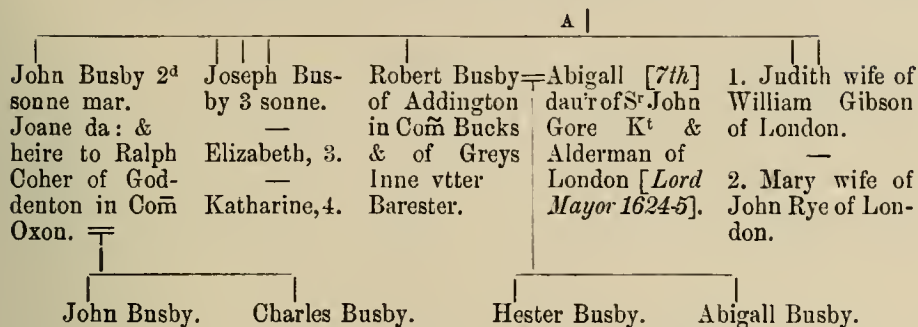 A
John Busby 2ᵈ
sonne mar.
Joane da : &
heire to Ralph
Coher of God-
denton in Com̃
Oxon.
Joseph Bus-
by 3 sonne.
—
Elizabeth, 3.
—
Katharine, 4.
Robert Busby
of Addington
in Com̃ Bucks
& of Greys
Inne vtter
Barester.
Abigall [7th]
dau'r of Sʳ John
Gore Kᵗ &
Alderman of
London [Lord
Mayor 1624-5].
1. Judith wife of
William Gibson
of London.
—
2. Mary wife of
John Rye of Lon-
don.
John Busby. Charles Busby. Hester Busby. Abigall Busby.